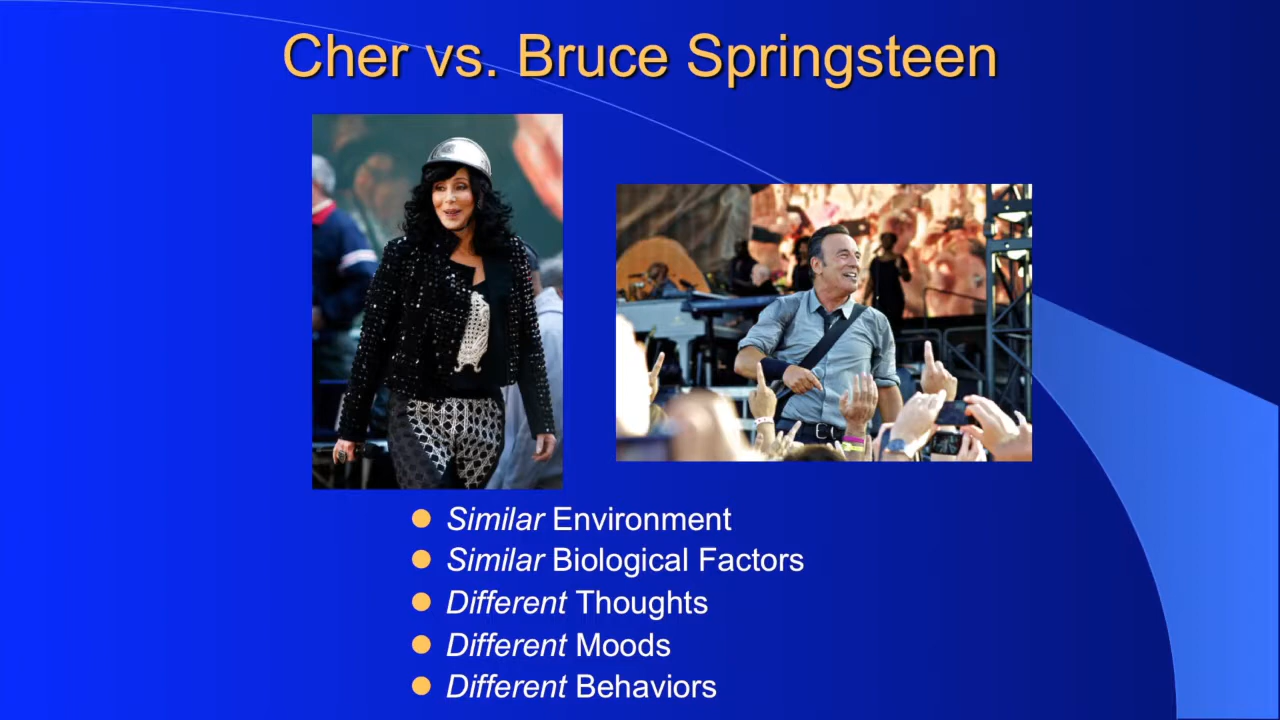 Cher vs. Bruce Springsteen
Similar Environment
Similar Biological Factors
Different Thoughts
Different Moods
Different Behaviors